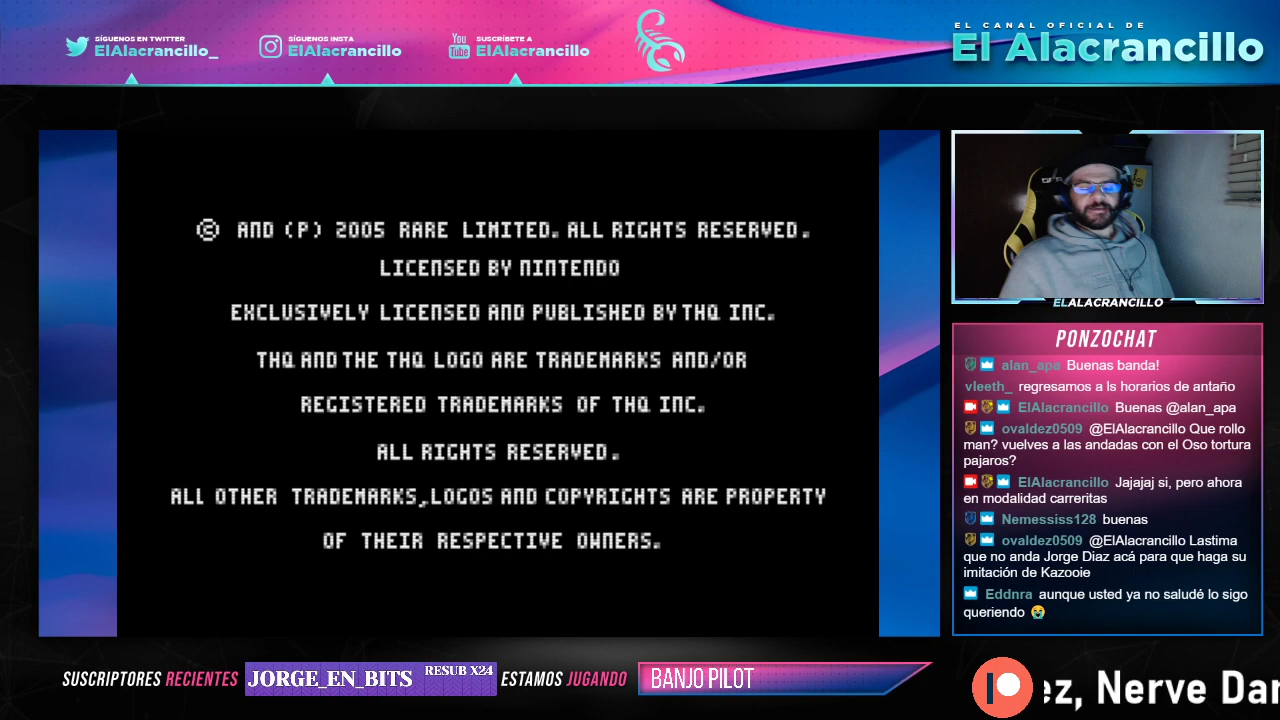 SÍGUENOS EN TWITTER
ElAlacrancillo_
SÍGUENOS INSTA
ElAlacrancillo
You Tube
SUSCRÍBETE A
ElAlacrancillo
EL CANAL OFICIAL DE
El Alacrancillo
© AND (P) 2005 RARE LIMITED. ALL RIGHTS RESERVED.
LICENSED BY NINTENDO
EXCLUSIVELY LICENSED AND PUBLISHED BY THQ INC.
THQ AND THE THQ LOGO ARE TRADEMARKS AND/OR
REGISTERED TRADEMARKS OF THQ INC.
ALL RIGHTS RESERVED.
ALL OTHER TRADEMARKS,LOGOS AND COPYRIGHTS ARE PROPERTY
OF THEIR RESPECTIVE OWNERS.
ELALACRANCILLO
PONZOCHAT
alan_apa Buenas banda!
vleeth_ regresamos a ls horarios de antaño
ElAlacrancillo Buenas @alan_apa
ovaldez0509 @ElAlacrancillo Que rollo
man? vuelves a las andadas con el Oso tortura
pajaros?
ElAlacrancillo Jajajaj si, pero ahora
en modalidad carreritas
Nemessiss128 buenas
ovaldez0509 @ElAlacrancillo Lastima
que no anda Jorge Diaz acá para que haga su
imitación de Kazooie
Eddnra aunque usted ya no saludé lo sigo
queriendo 😭
SUSCRIPTORES RECIENTES
JORGE_EN_BITS
RESUB X24
ESTAMOS JUGANDO
BANJO PILOT
ez, Nerve Dar